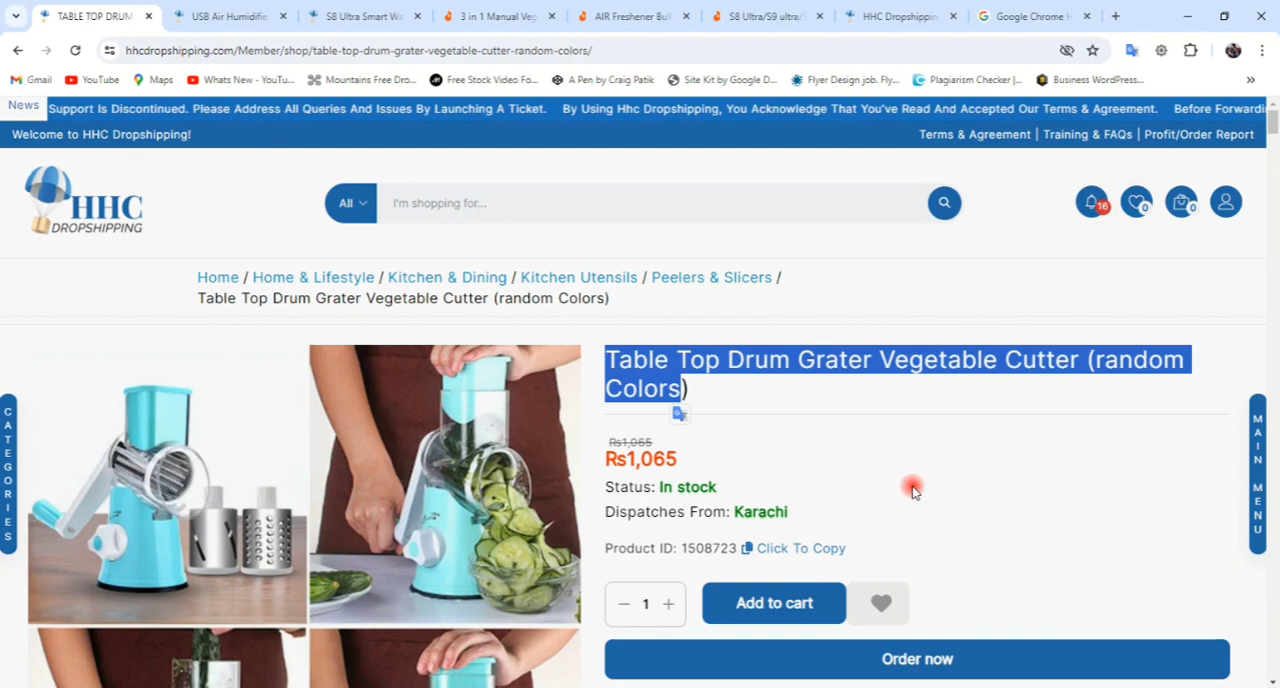 TABLE TOP DRUM
USB Air Humidifie
S8 Ultra Smart Wa
3 in 1 Manual Veg
AIR Freshener Bul
S8 Ultra/S9 ultra/
HHC Dropshippin
Google Chrome H
hhcdropshipping.com/Member/shop/table-top-drum-grater-vegetable-cutter-random-colors/
Gmail
YouTube
Maps
Whats New - YouTu...
Mountains Free Dro...
Free Stock Video Fo...
A Pen by Craig Patik
Site Kit by Google D...
Flyer Design job. Fly...
Plagiarism Checker |...
Business WordPress...
News
Support Is Discontinued. Please Address All Queries And Issues By Launching A Ticket. By Using Hhc Dropshipping, You Acknowledge That You've Read And Accepted Our Terms & Agreement. Before Forwardi
Welcome to HHC Dropshipping!
Terms & Agreement | Training & FAQs | Profit/Order Report
HHC
DROPSHIPPING
All
I'm shopping for...
16
0
0
Home / Home & Lifestyle / Kitchen & Dining / Kitchen Utensils / Peelers & Slicers /
Table Top Drum Grater Vegetable Cutter (random Colors)
Table Top Drum Grater Vegetable Cutter (random
Colors)
₨1,065
₨1,065
Status: In stock
Dispatches From: Karachi
Product ID: 1508723 Click To Copy
− 1 +
Add to cart
Order now
CATEGORIES
MAIN MENU